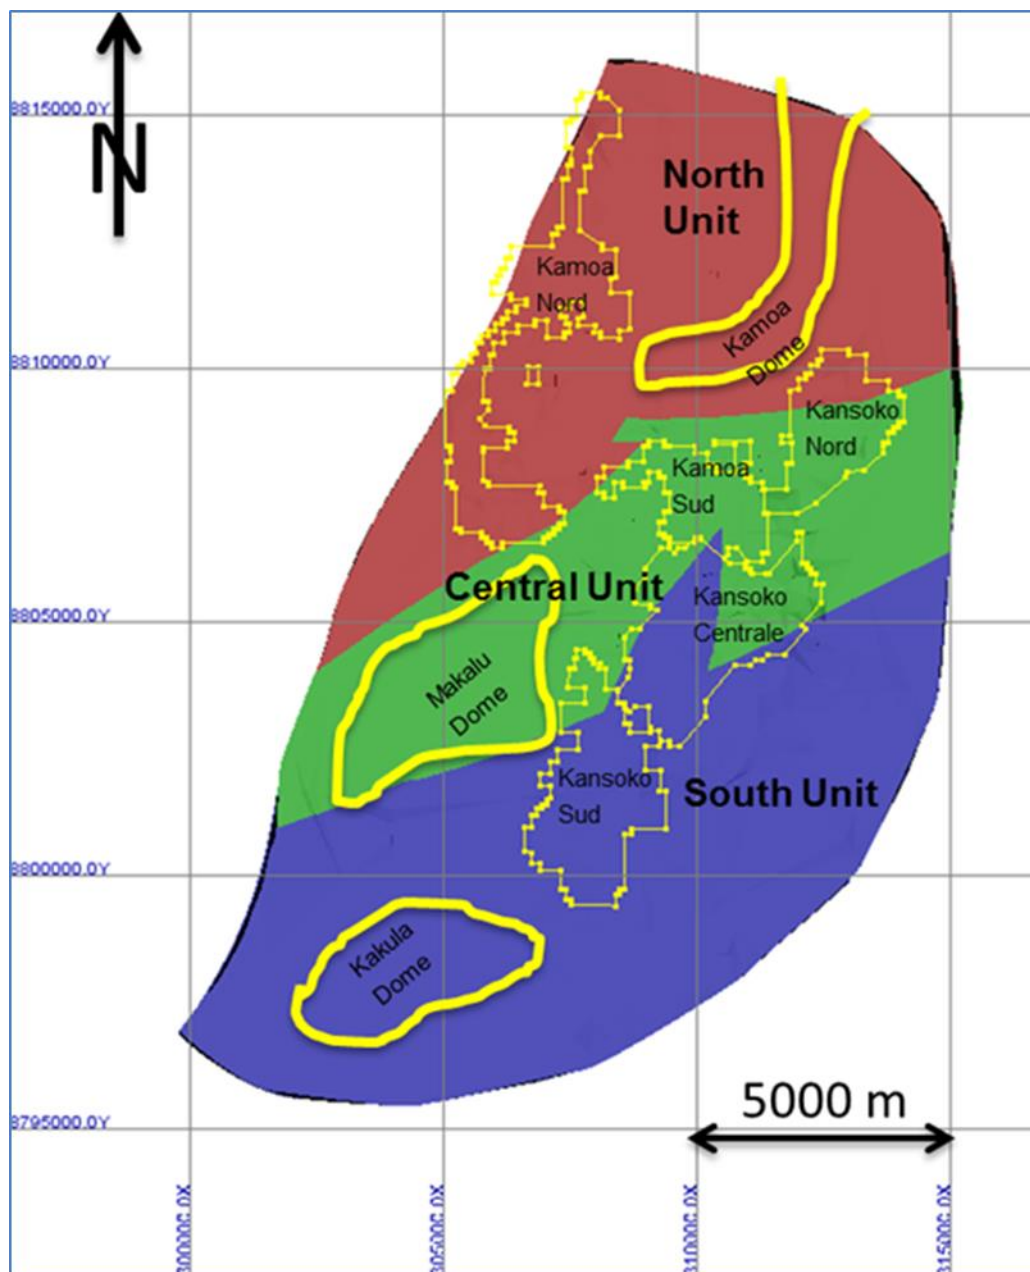 N
8815000.0Y
North
Unit
Kamoa
Nord
Kamoa
Dome
8810000.0Y
Kansoko
Nord
Kamoa
Sud
Central Unit
Kansoko
Centrale
8805000.0Y
Makalu
Dome
Kansoko
Sud
South Unit
8800000.0Y
Kakula
Dome
5000 m
8795000.0Y
300000.0X
305000.0X
310000.0X
315000.0X